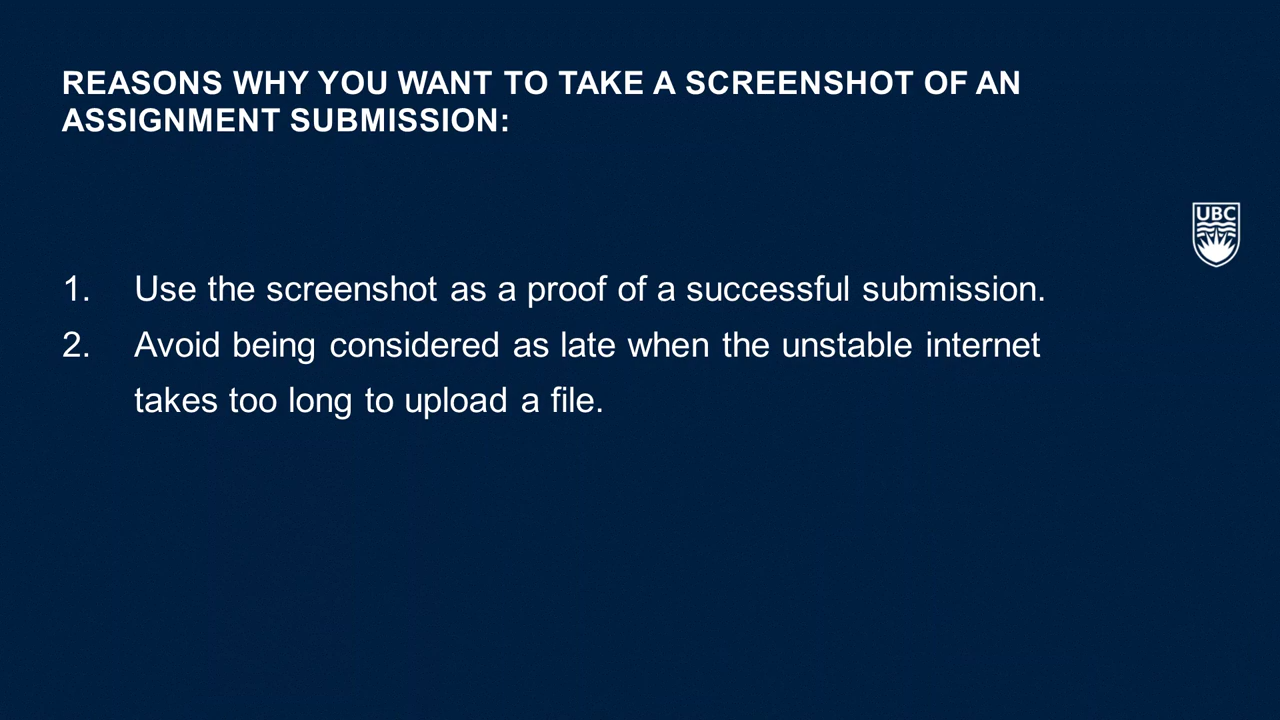 REASONS WHY YOU WANT TO TAKE A SCREENSHOT OF AN
ASSIGNMENT SUBMISSION:
UBC
1. Use the screenshot as a proof of a successful submission.
2. Avoid being considered as late when the unstable internet
takes too long to upload a file.